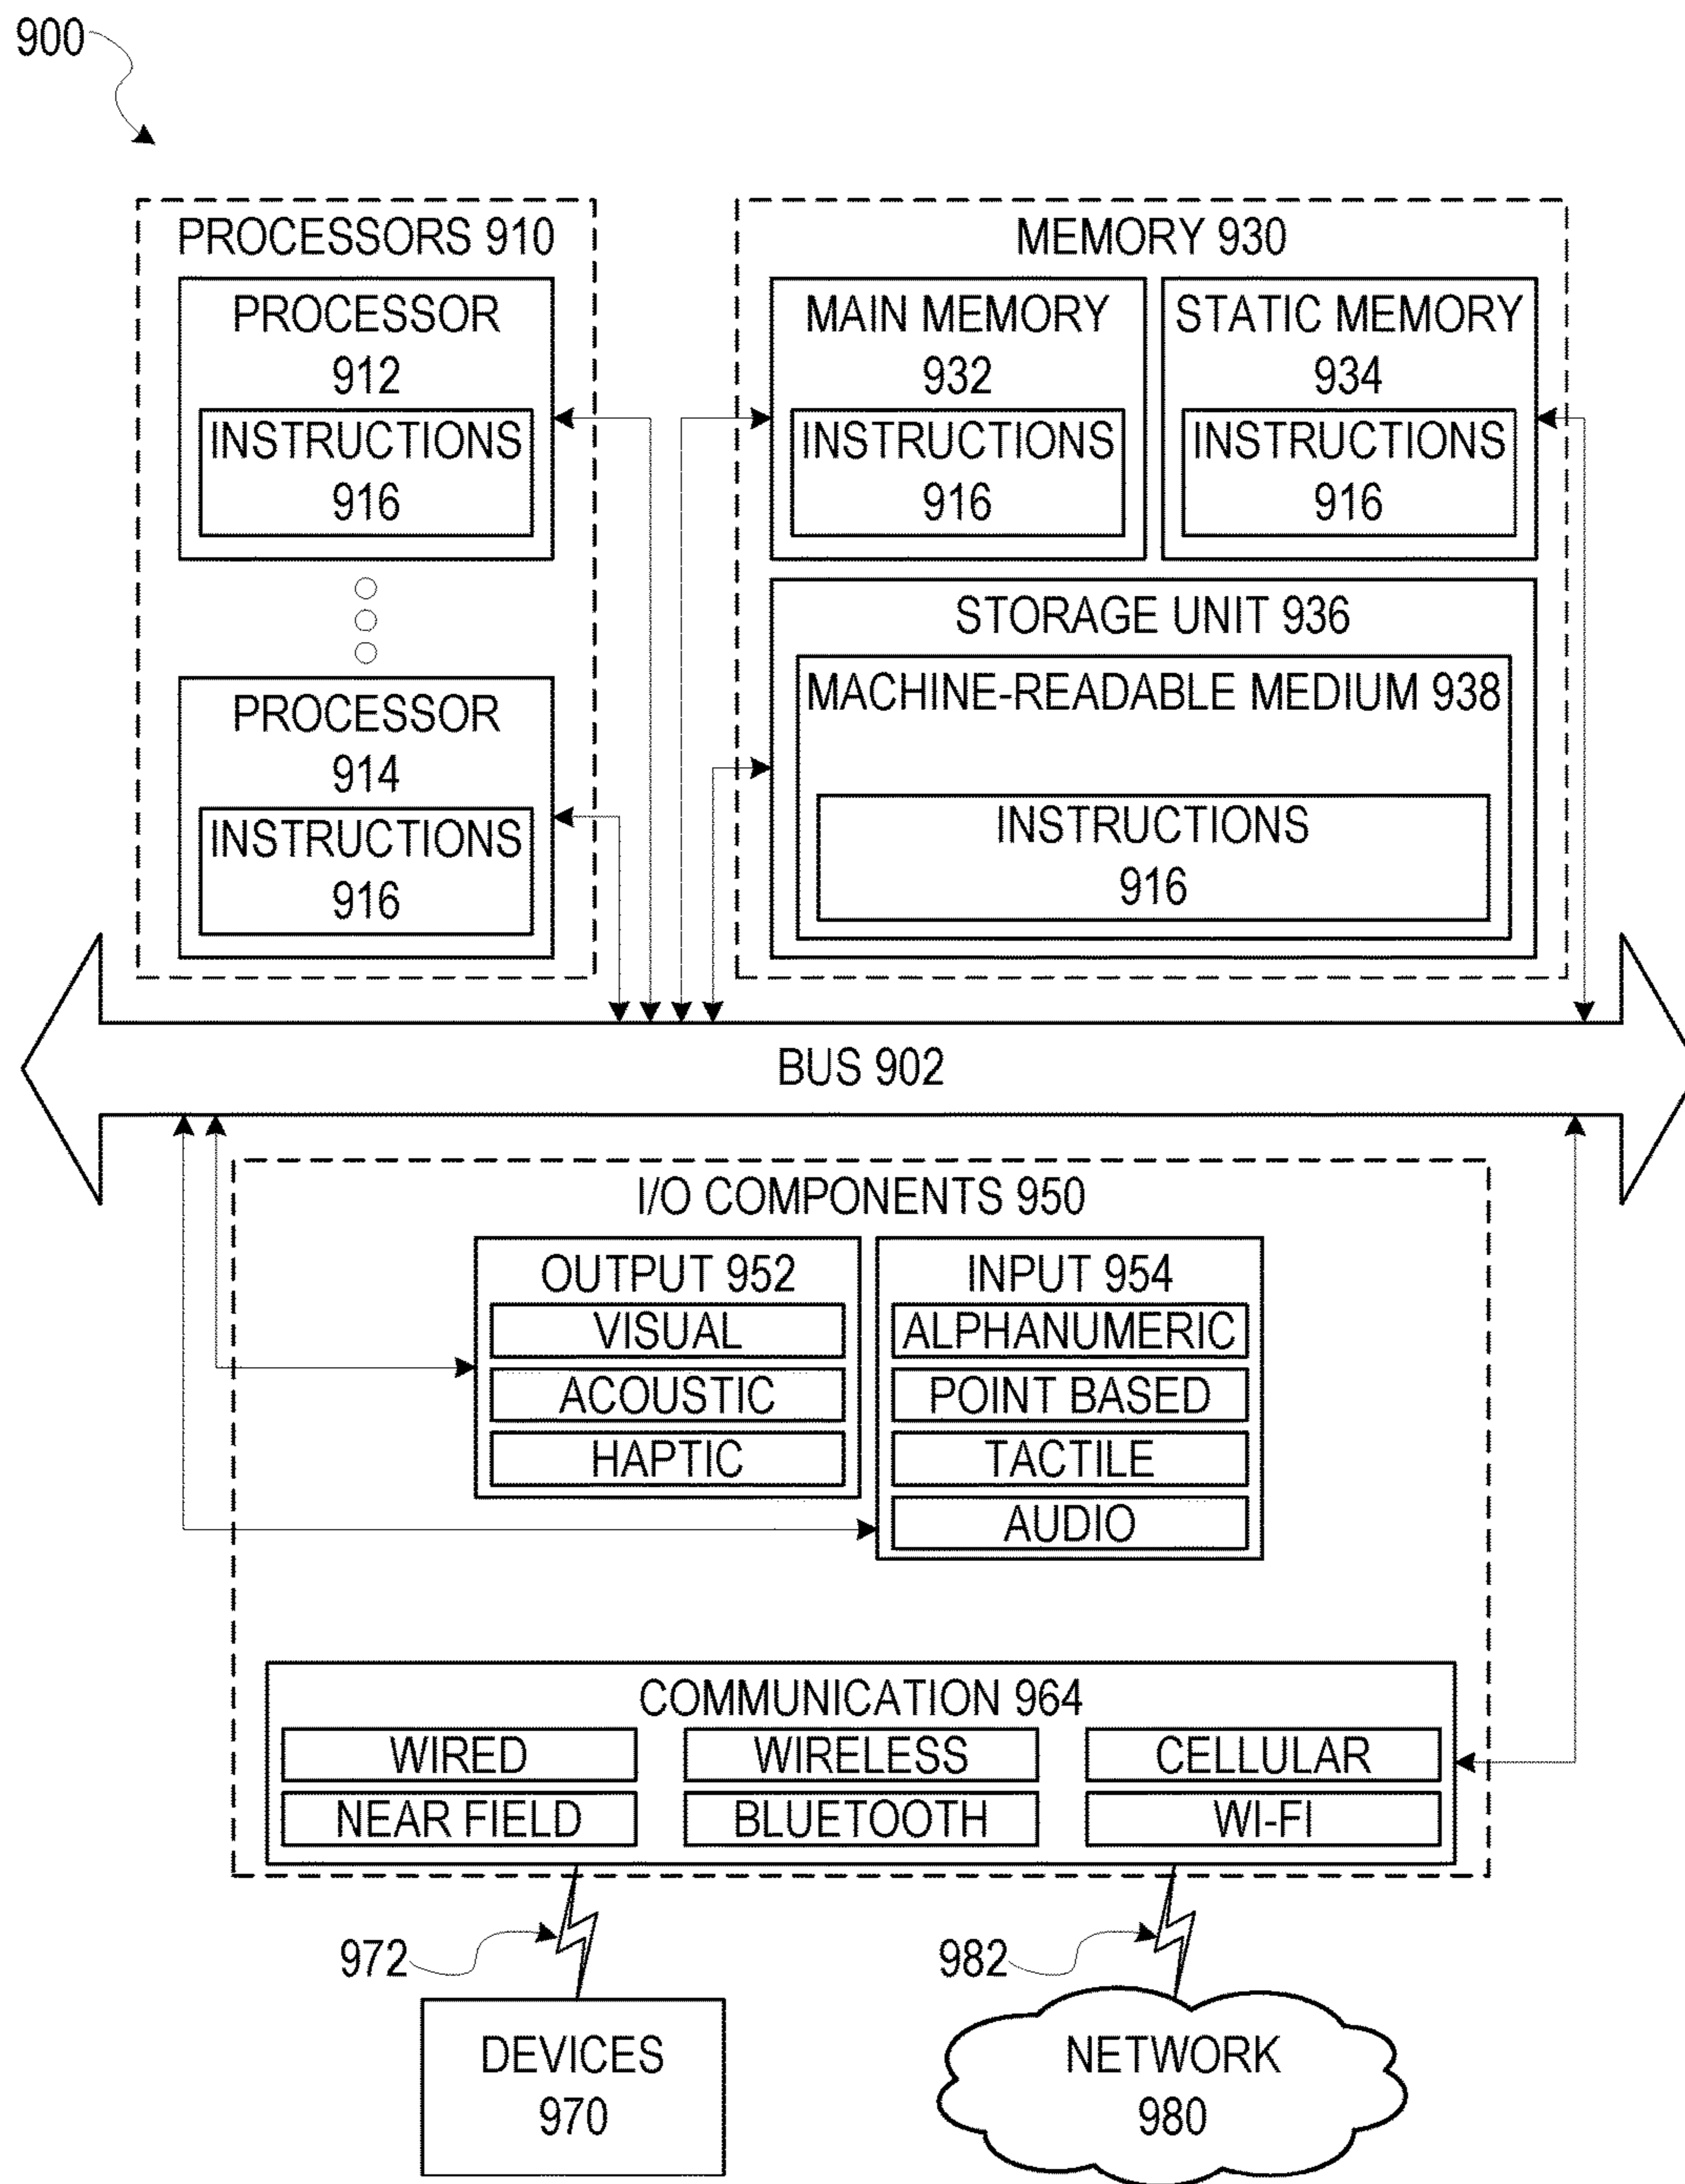 900
PROCESSORS 910
PROCESSOR
912
INSTRUCTIONS
916
PROCESSOR
914
INSTRUCTIONS
916
MEMORY 930
MAIN MEMORY
932
INSTRUCTIONS
916
STATIC MEMORY
934
INSTRUCTIONS
916
STORAGE UNIT 936
MACHINE-READABLE MEDIUM 938
INSTRUCTIONS
916
BUS 902
I/O COMPONENTS 950
OUTPUT 952
VISUAL
ACOUSTIC
HAPTIC
INPUT 954
ALPHANUMERIC
POINT BASED
TACTILE
AUDIO
COMMUNICATION 964
WIRED
WIRELESS
CELLULAR
NEAR FIELD
BLUETOOTH
WI-FI
972
982
DEVICES
970
NETWORK
980